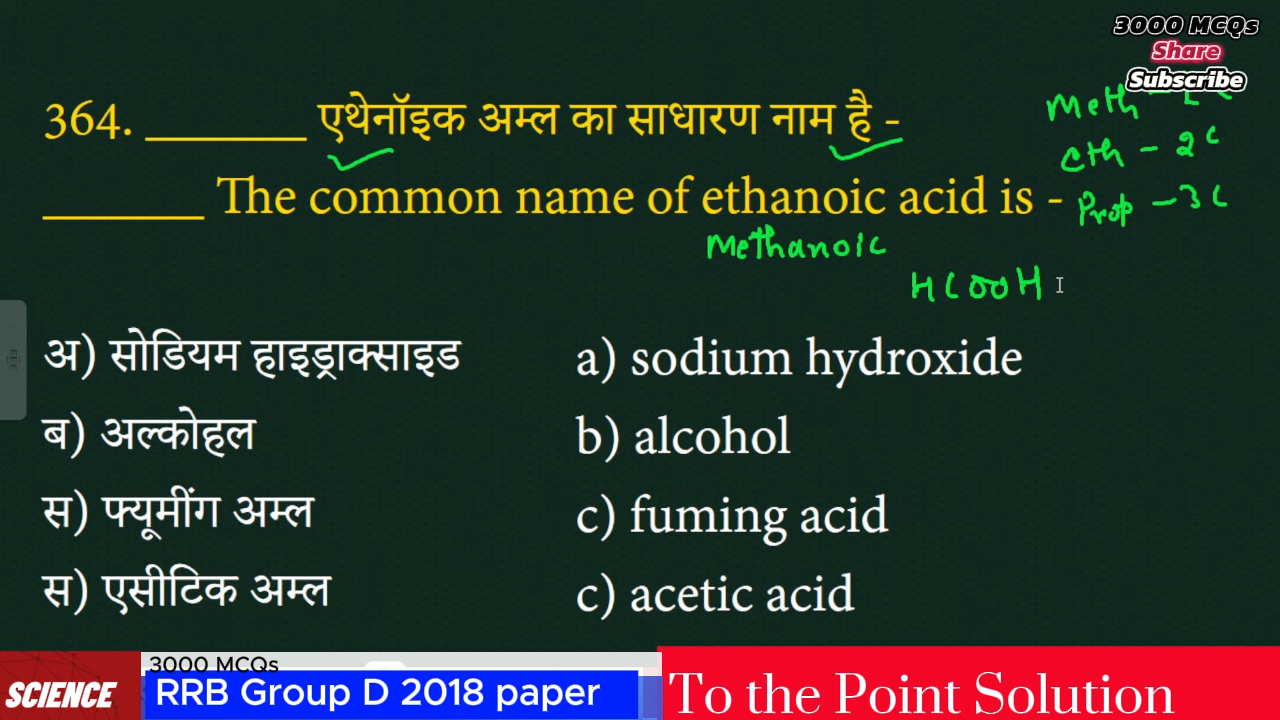 3000 MCQs
Share
Subscribe
364. ______ एथेनॉइक अम्ल का साधारण नाम है -
Meth -
eth - 2C
______ The common name of ethanoic acid is -
Prop - 3C
Methanoic
HCOOH
अ) सोडियम हाइड्राक्साइड
a) sodium hydroxide
ब) अल्कोहल
b) alcohol
स) फ्यूमींग अम्ल
c) fuming acid
स) एसीटिक अम्ल
c) acetic acid
3000 MCQs
SCIENCE
RRB Group D 2018 paper
To the Point Solution